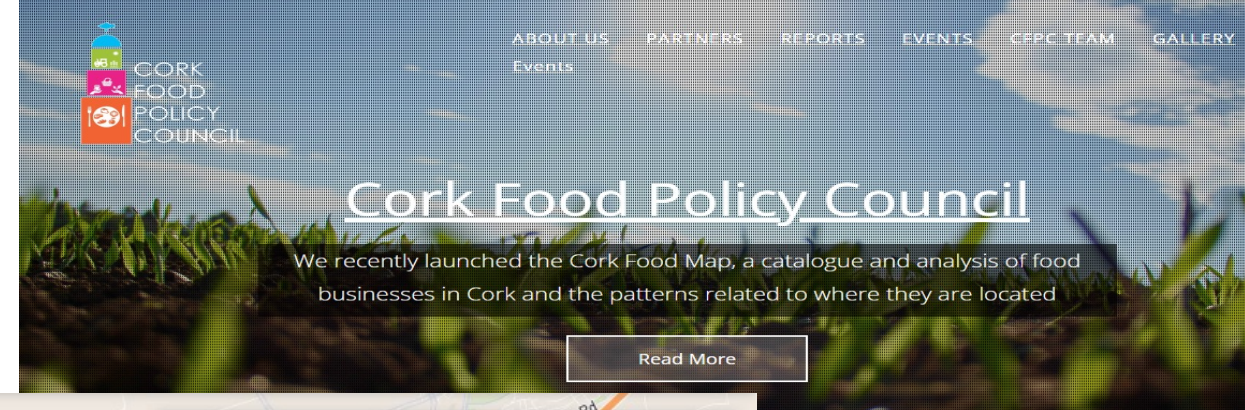 CORK
FOOD
POLICY
COUNCIL
ABOUT US PARTNERS REPORTS EVENTS CFPC TEAM GALLERY
Events
Cork Food Policy Council
We recently launched the Cork Food Map, a catalogue and analysis of food
businesses in Cork and the patterns related to where they are located
Read More
Rd